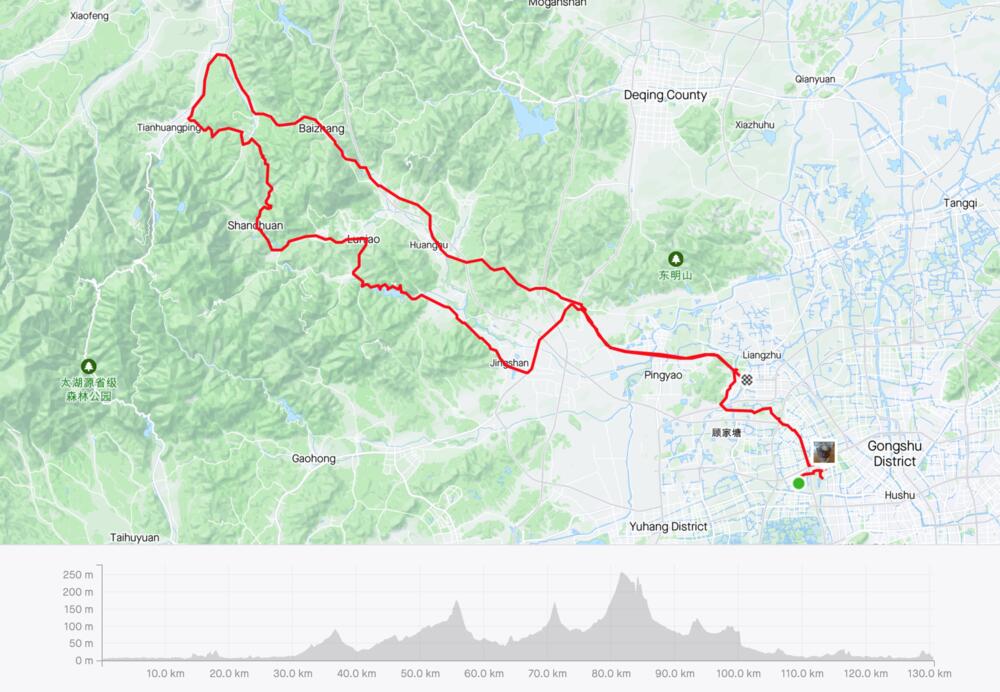 Xiaofeng
Moganshan
Qianyuan
Deqing County
Xiazhuhu
Tianhuangping
Baizhang
Tangqi
Shanchuan
Luniao
Huanghu
东明山
Liangzhu
Jingshan
Pingyao
太湖源省级
森林公园
顾家塘
Gongshu
District
Gaohong
Hushu
Yuhang District
Taihuyuan
250 m
200 m
150 m
100 m
50 m
0 m
10.0 km 20.0 km 30.0 km 40.0 km 50.0 km 60.0 km 70.0 km 80.0 km 90.0 km 100.0 km 110.0 km 120.0 km 130.0 km